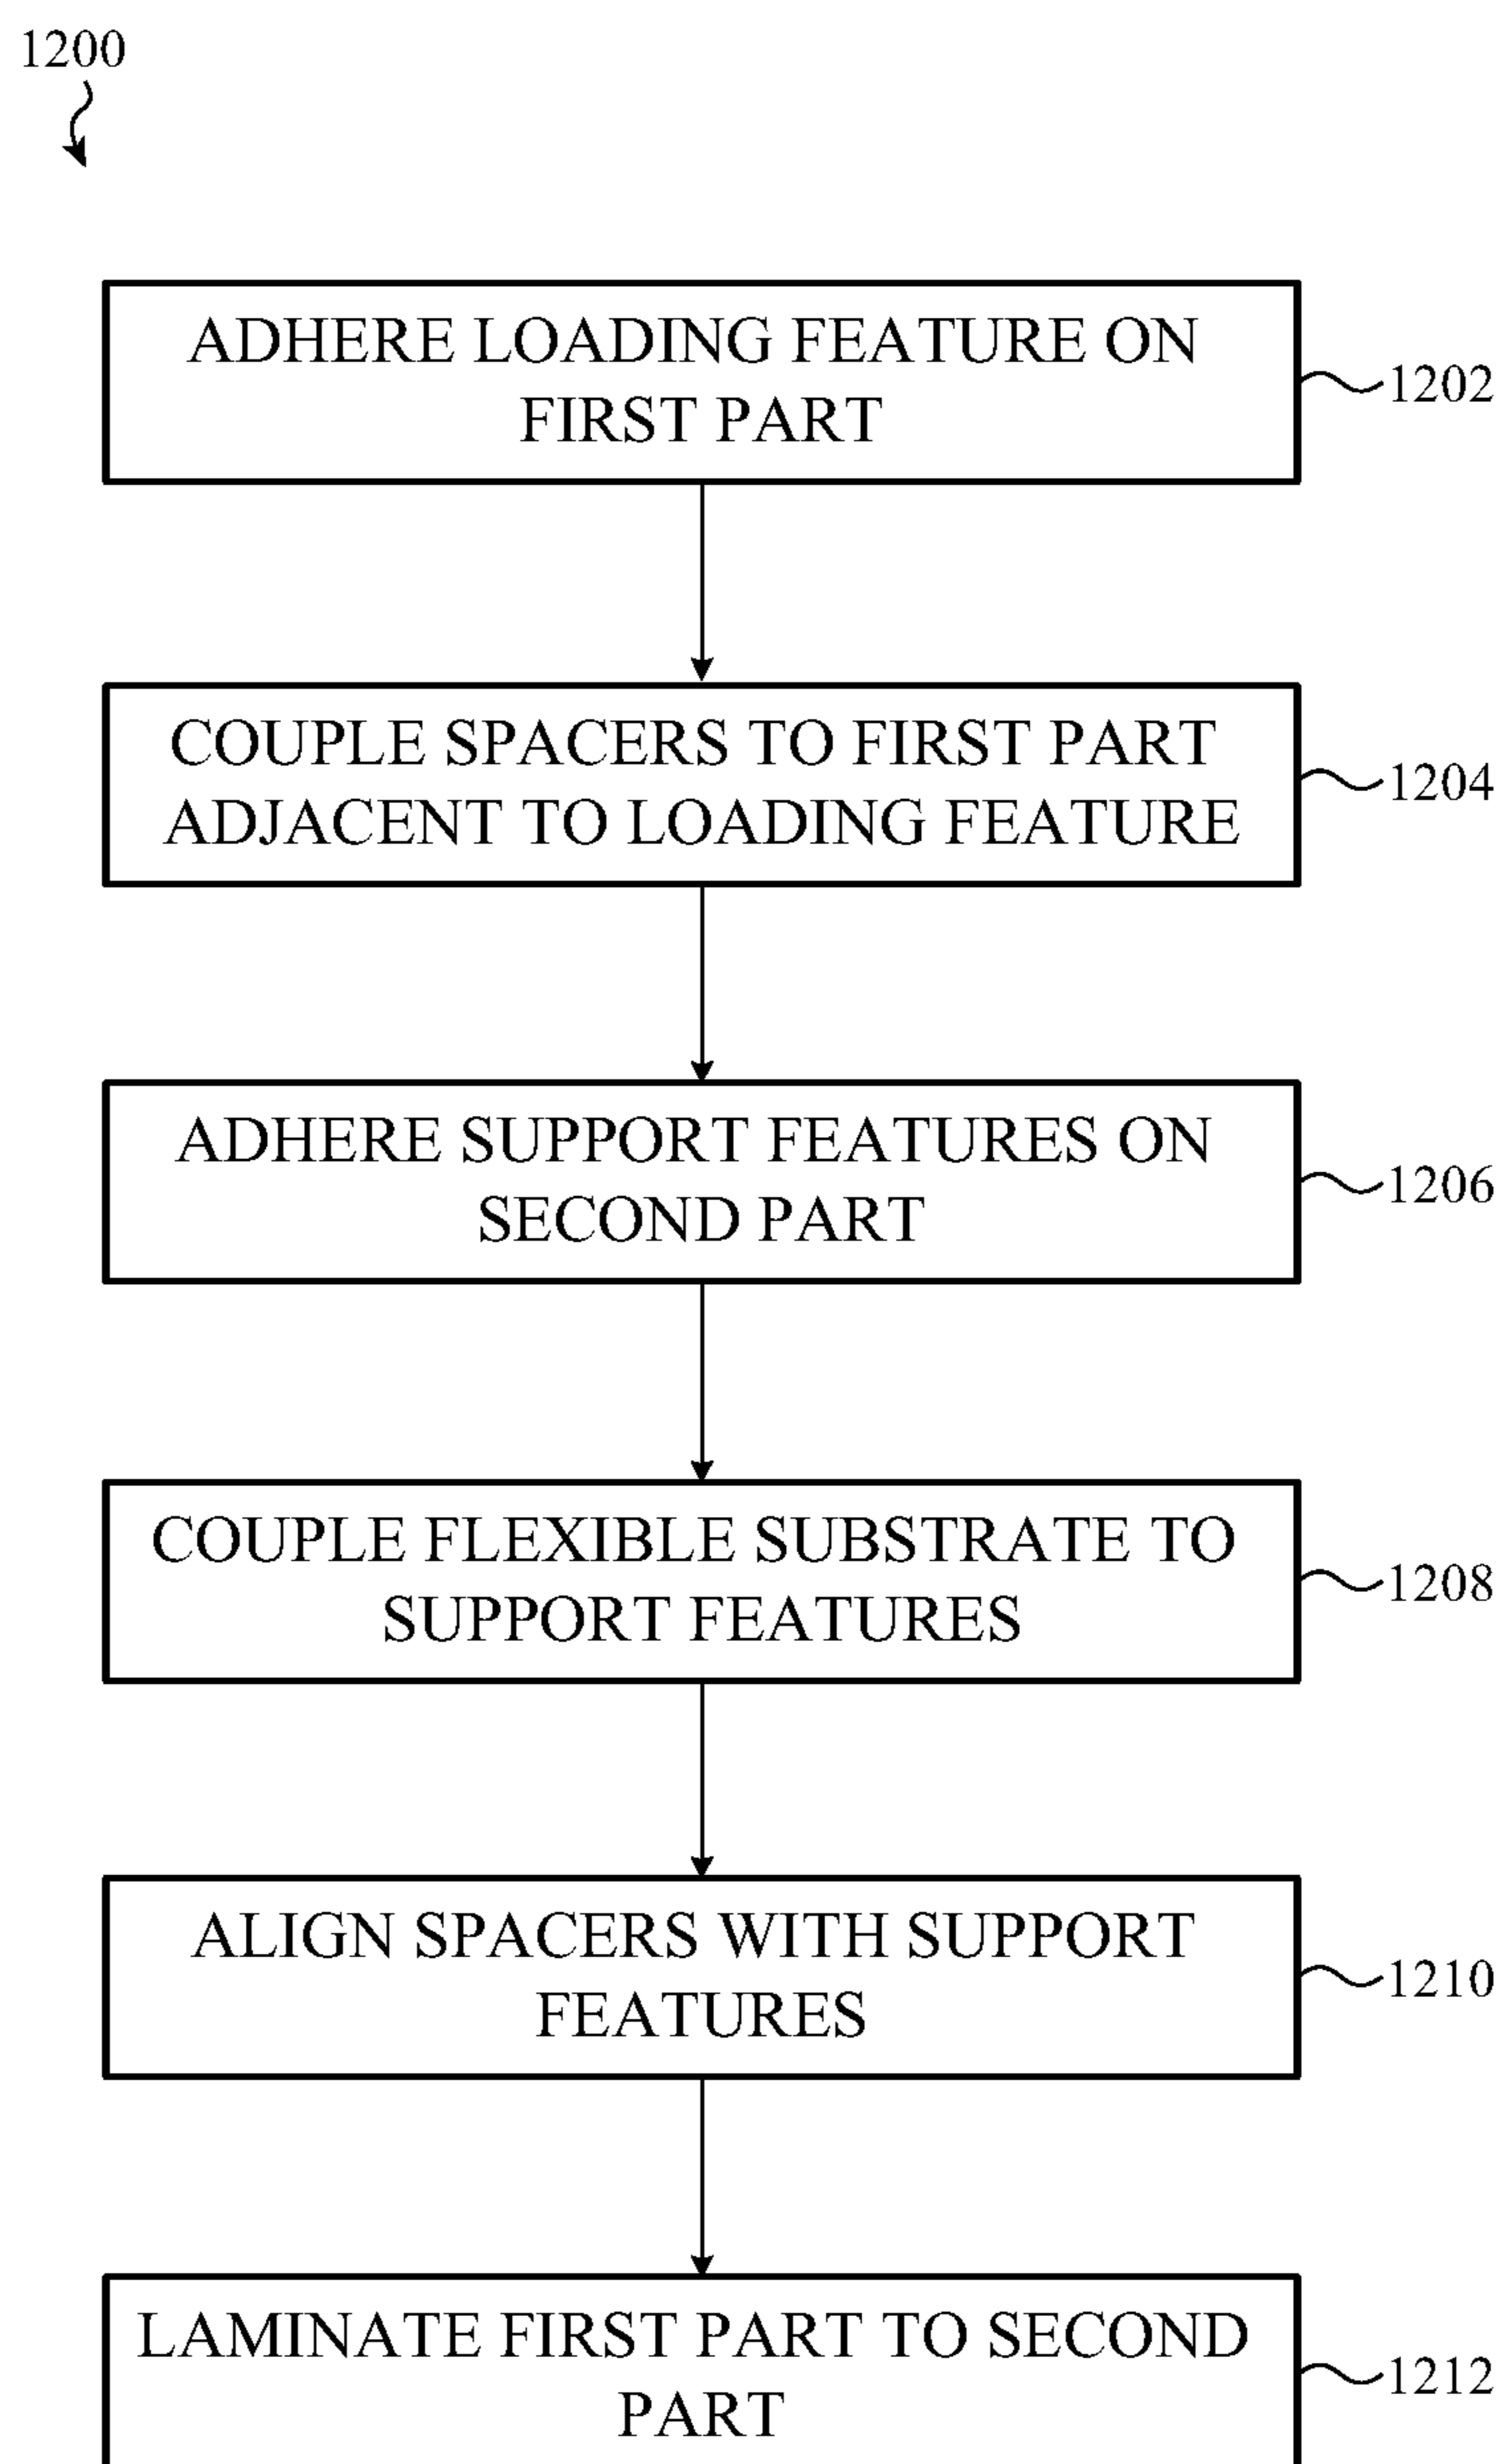 1200
ADHERE LOADING FEATURE ON
FIRST PART
1202
COUPLE SPACERS TO FIRST PART
ADJACENT TO LOADING FEATURE
1204
ADHERE SUPPORT FEATURES ON
SECOND PART
1206
COUPLE FLEXIBLE SUBSTRATE TO
SUPPORT FEATURES
1208
ALIGN SPACERS WITH SUPPORT
FEATURES
1210
LAMINATE FIRST PART TO SECOND
PART
1212